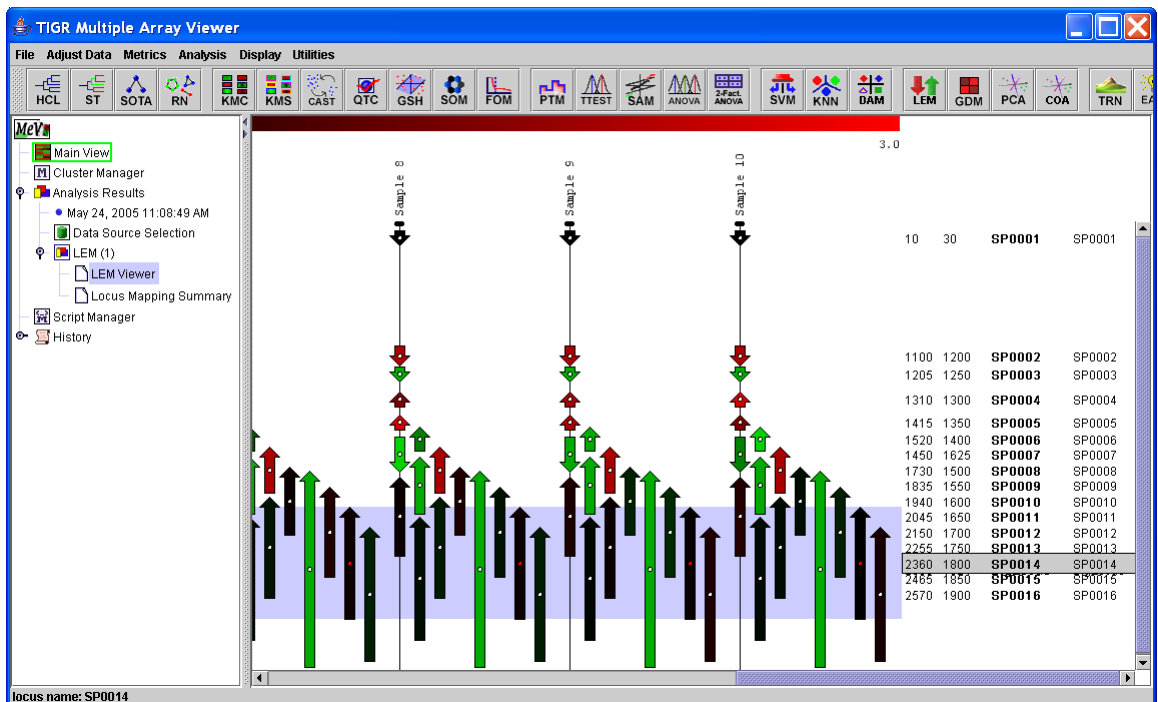 TIGR Multiple Array Viewer
File Adjust Data Metrics Analysis Display Utilities
HCL ST SOTA RN KMC KMS CAST QTC GSH SOM FOM PTM TTEST SAM ANOVA 2-Fact. ANOVA SVM KNN DAM LEM GDM PCA COA TRN EA
MeV
Main View
M Cluster Manager
Analysis Results
May 24, 2005 11:08:49 AM
Data Source Selection
LEM (1)
LEM Viewer
Locus Mapping Summary
Script Manager
History
3.0
Sample 8
Sample 9
Sample 10
10 30 SP0001 SP0001
1100 1200 SP0002 SP0002
1205 1250 SP0003 SP0003
1310 1300 SP0004 SP0004
1415 1350 SP0005 SP0005
1520 1400 SP0006 SP0006
1450 1625 SP0007 SP0007
1730 1500 SP0008 SP0008
1835 1550 SP0009 SP0009
1940 1600 SP0010 SP0010
2045 1650 SP0011 SP0011
2150 1700 SP0012 SP0012
2255 1750 SP0013 SP0013
2360 1800 SP0014 SP0014
2465 1850 SP0015 SP0015
2570 1900 SP0016 SP0016
locus name: SP0014